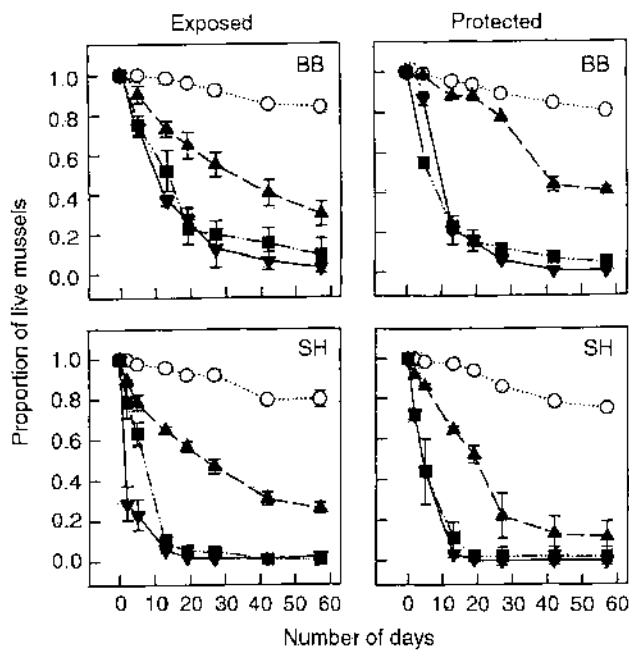 Exposed Protected
BB BB
1.0
0.8
0.6
0.4
0.2
0.0
SH SH
1.0
0.8
0.6
0.4
0.2
0.0
Proportion of live mussels
0 10 20 30 40 50 60 0 10 20 30 40 50 60
Number of days